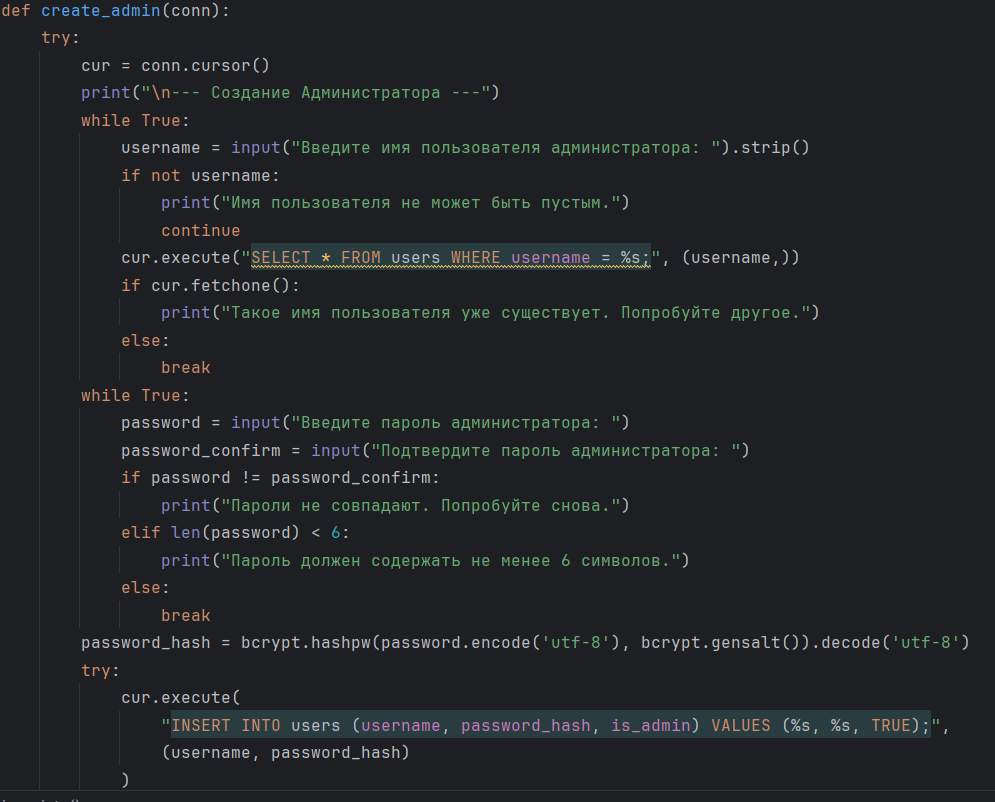 def create_admin(conn):
    try:
        cur = conn.cursor()
        print("\n--- Создание Администратора ---")
        while True:
            username = input("Введите имя пользователя администратора: ").strip()
            if not username:
                print("Имя пользователя не может быть пустым.")
                continue
            cur.execute("SELECT * FROM users WHERE username = %s;", (username,))
            if cur.fetchone():
                print("Такое имя пользователя уже существует. Попробуйте другое.")
            else:
                break
        while True:
            password = input("Введите пароль администратора: ")
            password_confirm = input("Подтвердите пароль администратора: ")
            if password != password_confirm:
                print("Пароли не совпадают. Попробуйте снова.")
            elif len(password) < 6:
                print("Пароль должен содержать не менее 6 символов.")
            else:
                break
        password_hash = bcrypt.hashpw(password.encode('utf-8'), bcrypt.gensalt()).decode('utf-8')
        try:
            cur.execute(
                "INSERT INTO users (username, password_hash, is_admin) VALUES (%s, %s, TRUE);",
                (username, password_hash)
            )